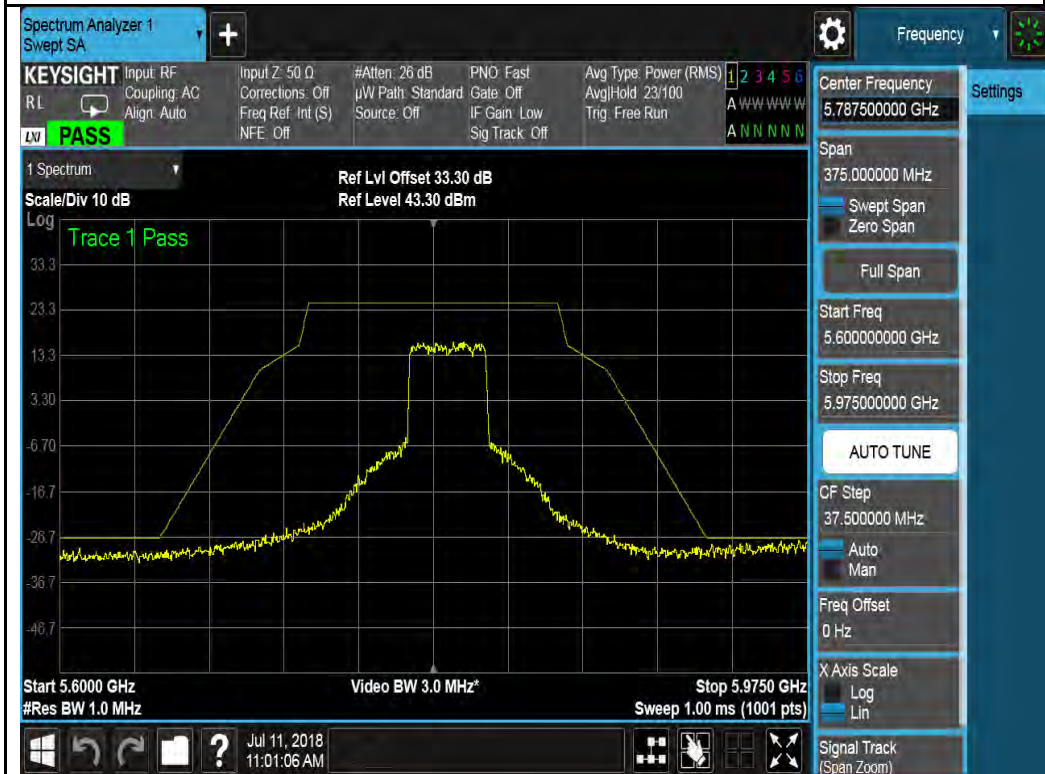 Spectrum Analyzer 1
Swept SA
+
Frequency
KEYSIGHT
R L
LXI PASS
Input: RF
Coupling: AC
Align: Auto
Input Z: 50 Ω
Corrections: Off
Freq Ref: Int (S)
NFE: Off
#Atten: 26 dB
µW Path: Standard
Source: Off
PNO: Fast
Gate: Off
IF Gain: Low
Sig Track: Off
Avg Type: Power (RMS)
Avg|Hold: 23/100
Trig: Free Run
1 2 3 4 5 6
A W W W W W
A N N N N N
1 Spectrum
Scale/Div 10 dB
Ref Lvl Offset 33.30 dB
Ref Level 43.30 dBm
Log
Trace 1 Pass
33.3
23.3
13.3
3.30
-6.70
-16.7
-26.7
-36.7
-46.7
Start 5.6000 GHz
#Res BW 1.0 MHz
Video BW 3.0 MHz*
Stop 5.9750 GHz
Sweep 1.00 ms (1001 pts)
Center Frequency
5.787500000 GHz
Settings
Span
375.000000 MHz
Swept Span
Zero Span
Full Span
Start Freq
5.600000000 GHz
Stop Freq
5.975000000 GHz
AUTO TUNE
CF Step
37.500000 MHz
Auto
Man
Freq Offset
0 Hz
X Axis Scale
Log
Lin
Signal Track
(Span Zoom)
?
Jul 11, 2018
11:01:06 AM